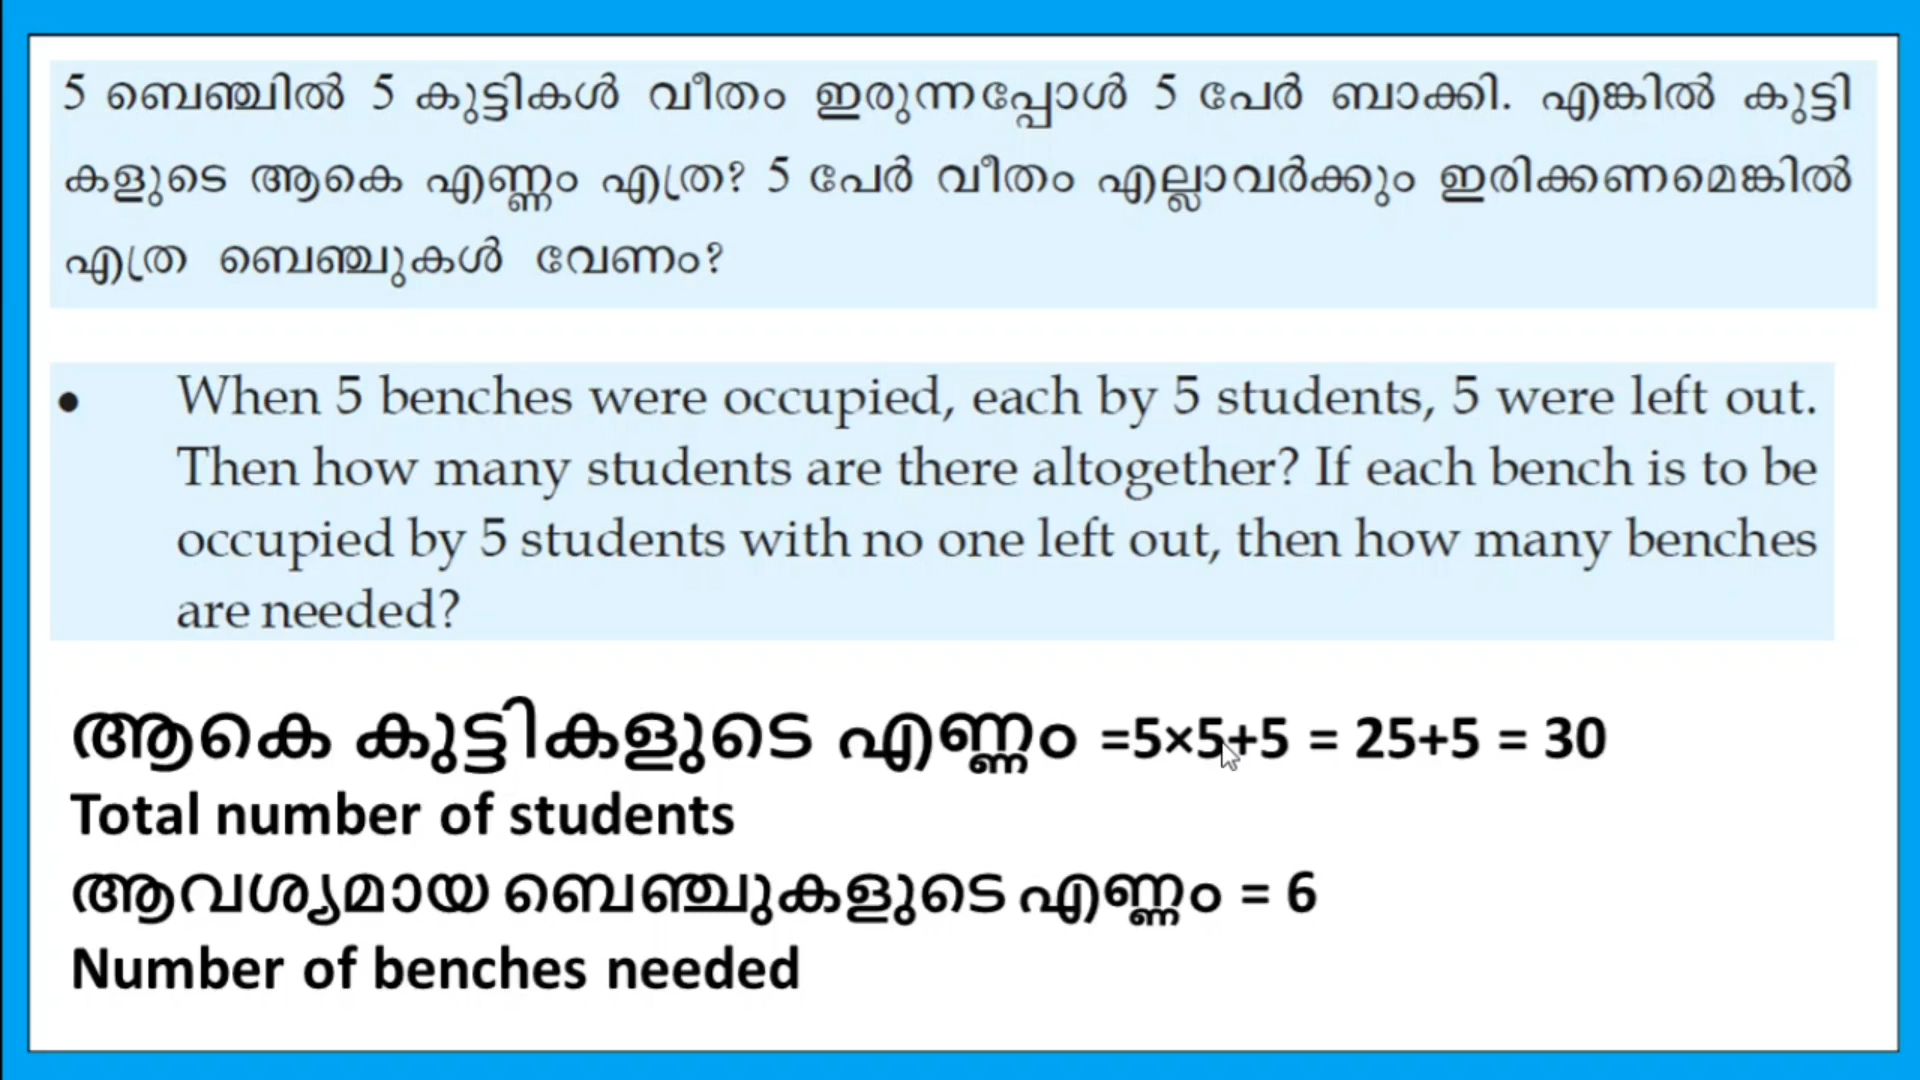 5 ബെഞ്ചിൽ 5 കുട്ടികൾ വീതം ഇരുന്നപ്പോൾ 5 പേർ ബാക്കി. എങ്കിൽ കുട്ടി
കളുടെ ആകെ എണ്ണം എത്ര? 5 പേർ വീതം എല്ലാവർക്കും ഇരിക്കണമെങ്കിൽ
എത്ര ബെഞ്ചുകൾ വേണം?
• When 5 benches were occupied, each by 5 students, 5 were left out.
Then how many students are there altogether? If each bench is to be
occupied by 5 students with no one left out, then how many benches
are needed?
ആകെ കുട്ടികളുടെ എണ്ണം =5×5+5 = 25+5 = 30
Total number of students
ആവശ്യമായ ബെഞ്ചുകളുടെ എണ്ണം = 6
Number of benches needed